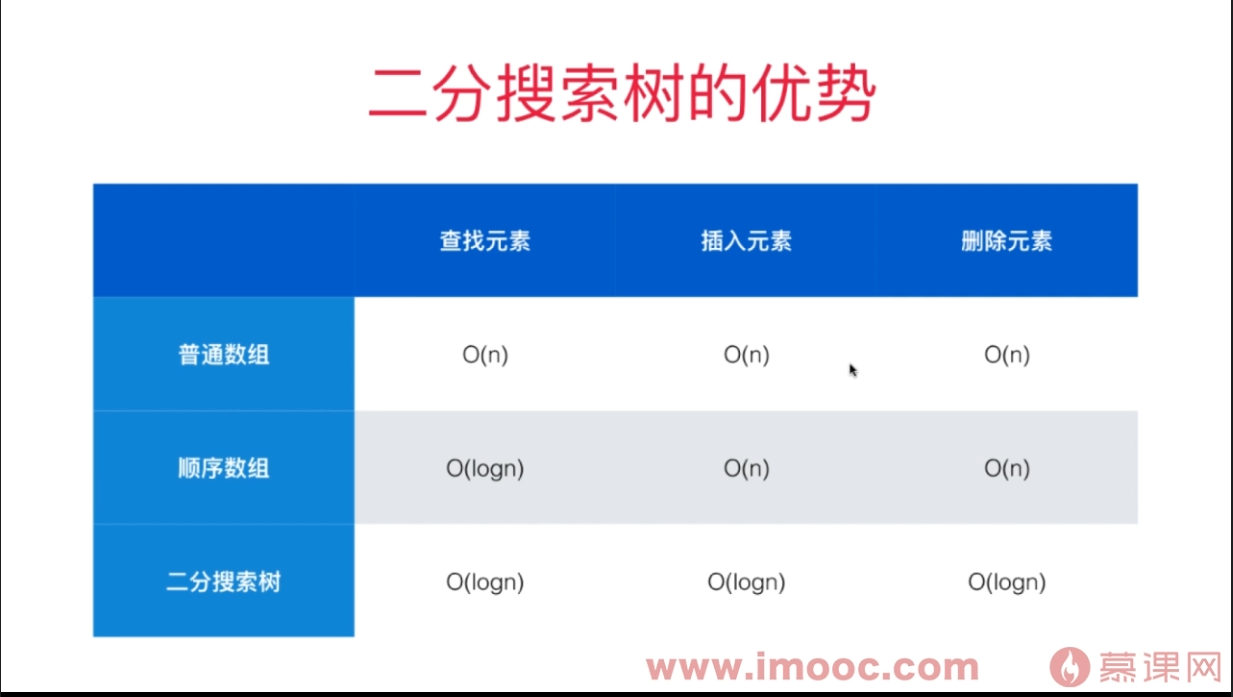 二分搜索树的优势
查找元素 插入元素 删除元素
普通数组 O(n) O(n) O(n)
顺序数组 O(logn) O(n) O(n)
二分搜索树 O(logn) O(logn) O(logn)
www.imooc.com 慕课网